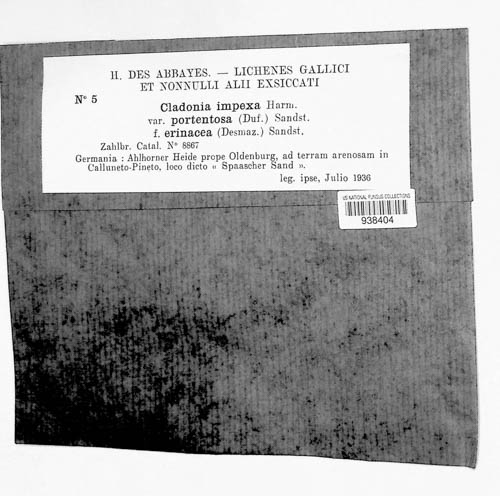 H. DES ABBAYES. — LICHENES GALLICI
ET NONNULLI ALII EXSICCATI
N° 5
Cladonia impexa Harm.
var. portentosa (Duf.) Sandst.
f. erinacea (Desmaz.) Sandst.
Zahlbr. Catal. N° 8867
Germania : Ahlhorner Heide prope Oldenburg, ad terram arenosam in
Calluneto-Pineto, loco dicto « Spaascher Sand ».
leg. ipse, Julio 1936
US NATIONAL FUNGUS COLLECTIONS
938404